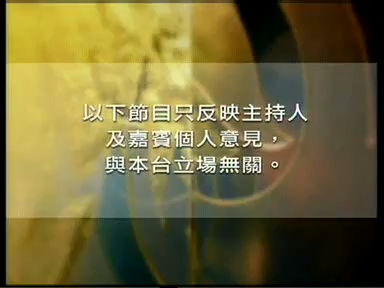 以下節目只反映主持人
及嘉賓個人意見，
與本台立場無關。